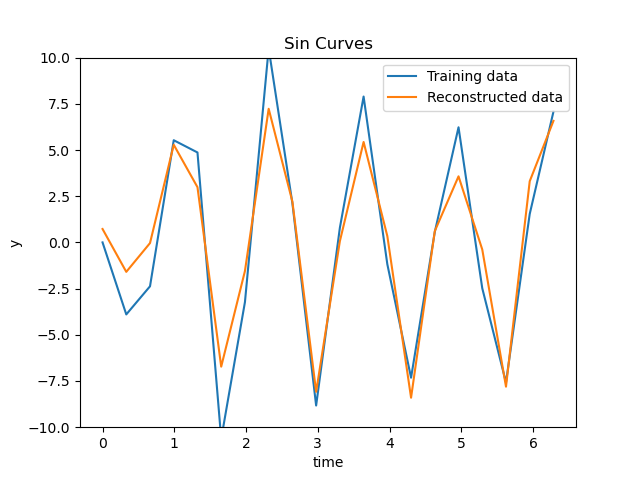 Sin Curves
Training data
Reconstructed data
10.0
7.5
5.0
2.5
0.0
−2.5
−5.0
−7.5
−10.0
y
0 1 2 3 4 5 6
time